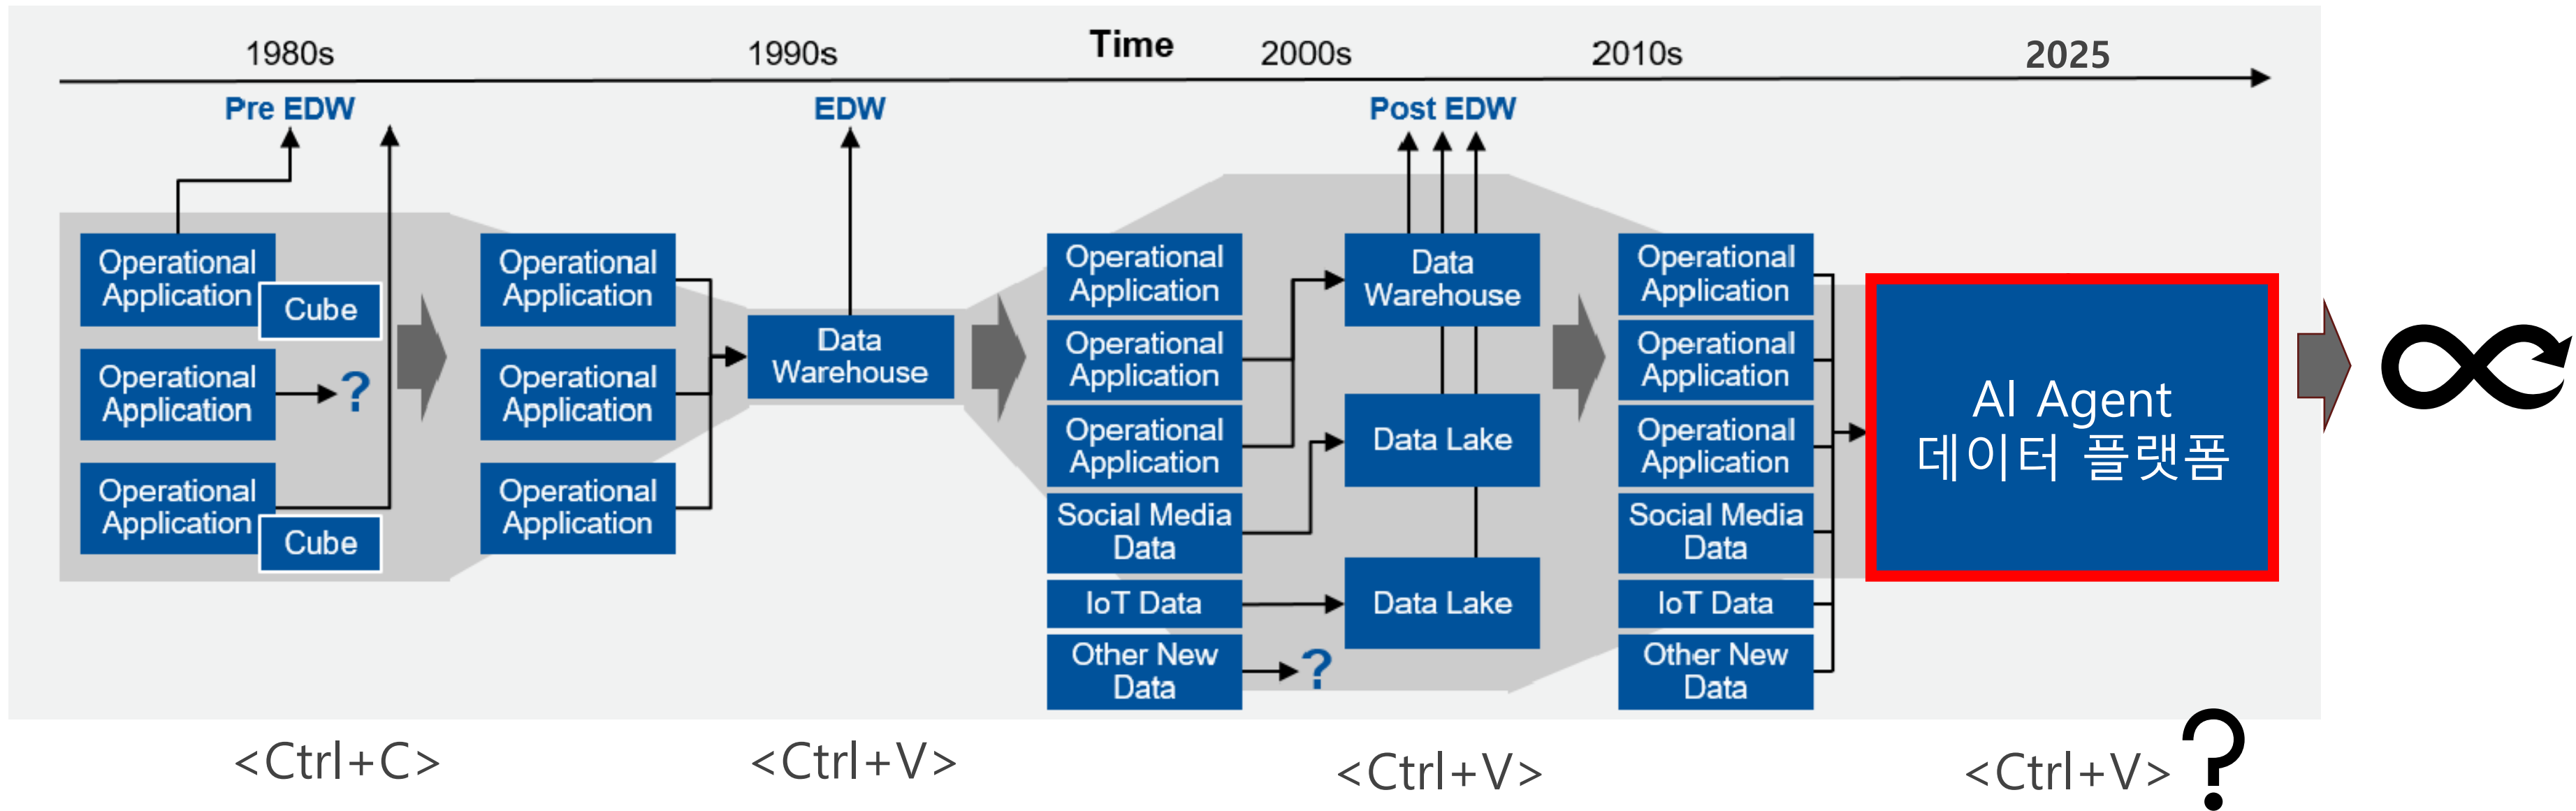 1980s
1990s
Time
2000s
2010s
2025
Pre EDW
EDW
Post EDW
Operational
Application
Cube
Operational
Application
?
Operational
Application
Cube
Operational
Application
Operational
Application
Operational
Application
Data
Warehouse
Operational
Application
Operational
Application
Operational
Application
Social Media
Data
IoT Data
Other New
Data
?
Data
Warehouse
Data Lake
Data Lake
Operational
Application
Operational
Application
Operational
Application
Social Media
Data
IoT Data
Other New
Data
AI Agent
데이터 플랫폼
<Ctrl+C>
<Ctrl+V>
<Ctrl+V>
<Ctrl+V>?